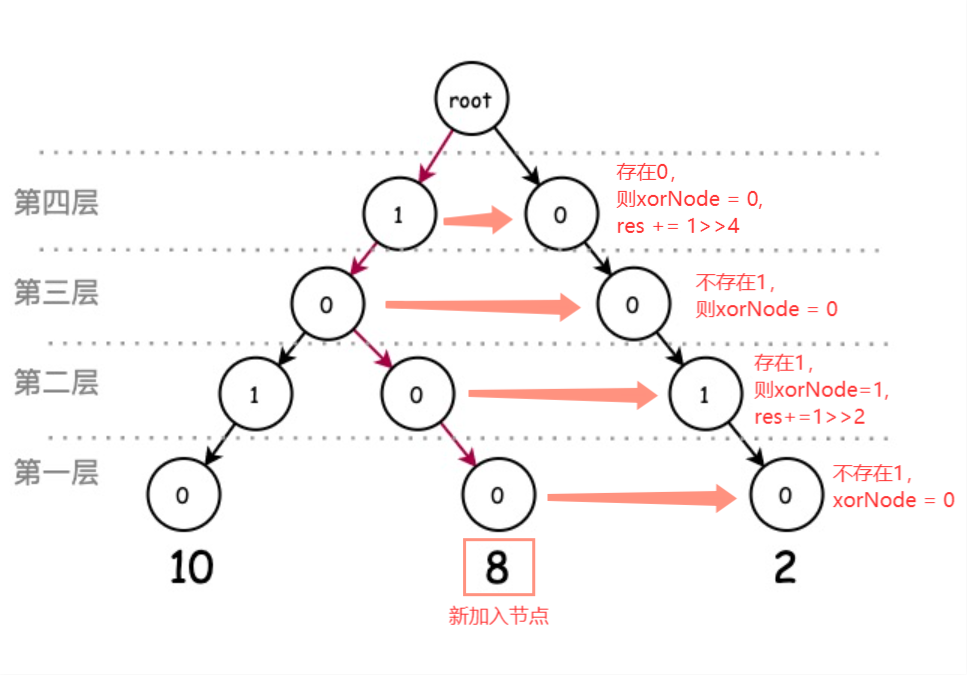 root
第四层
1
0
存在0，
则xorNode = 0,
res += 1>>4
第三层
0
0
不存在1，
则xorNode = 0
第二层
1
0
1
存在1，
则xorNode=1,
res+=1>>2
第一层
0
0
0
不存在1，
xorNode = 0
10
8
2
新加入节点